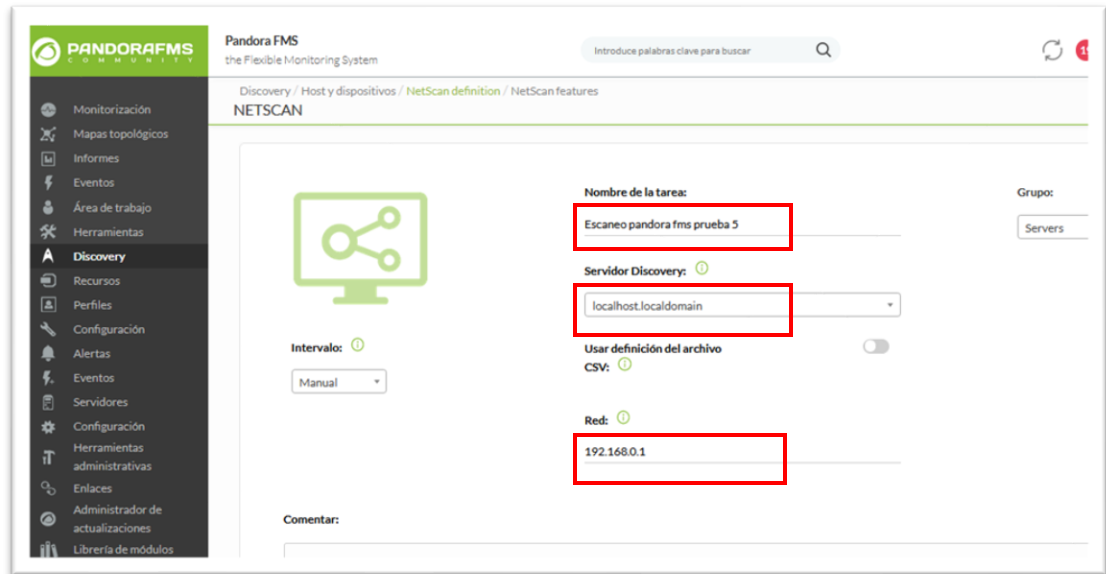 PANDORAFMS
COMMUNITY
Pandora FMS
the Flexible Monitoring System
Introduce palabras clave para buscar
Discovery / Host y dispositivos / NetScan definition / NetScan features
NETSCAN
Monitorización
Mapas topológicos
Informes
Eventos
Área de trabajo
Herramientas
Discovery
Recursos
Perfiles
Configuración
Alertas
Eventos
Servidores
Configuración
Herramientas
administrativas
Enlaces
Administrador de
actualizaciones
Librería de módulos
Intervalo:
Manual
Nombre de la tarea:
Escaneo pandora fms prueba 5
Servidor Discovery:
localhost.localdomain
Usar definición del archivo
CSV:
Red:
192.168.0.1
Grupo:
Servers
Comentar: